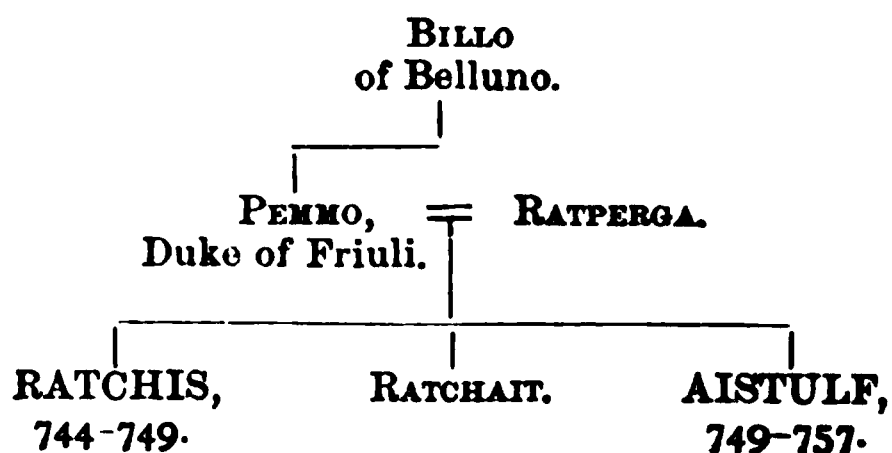 BILLO
of Belluno.
PEMMO, = RATPERGA.
Duke of Friuli.
RATCHIS, RATCHAIT. AISTULF,
744-749. 749-757.